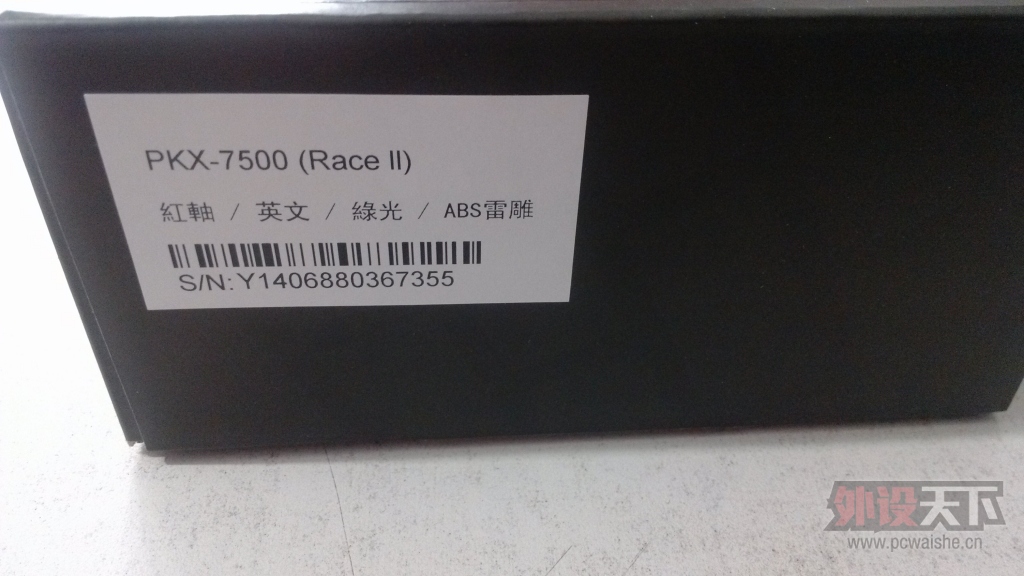 PKX-7500 (Race II)
紅軸 / 英文 / 綠光 / ABS雷雕
S/N: Y1406880367355
外设天下
www.pcwaishe.cn